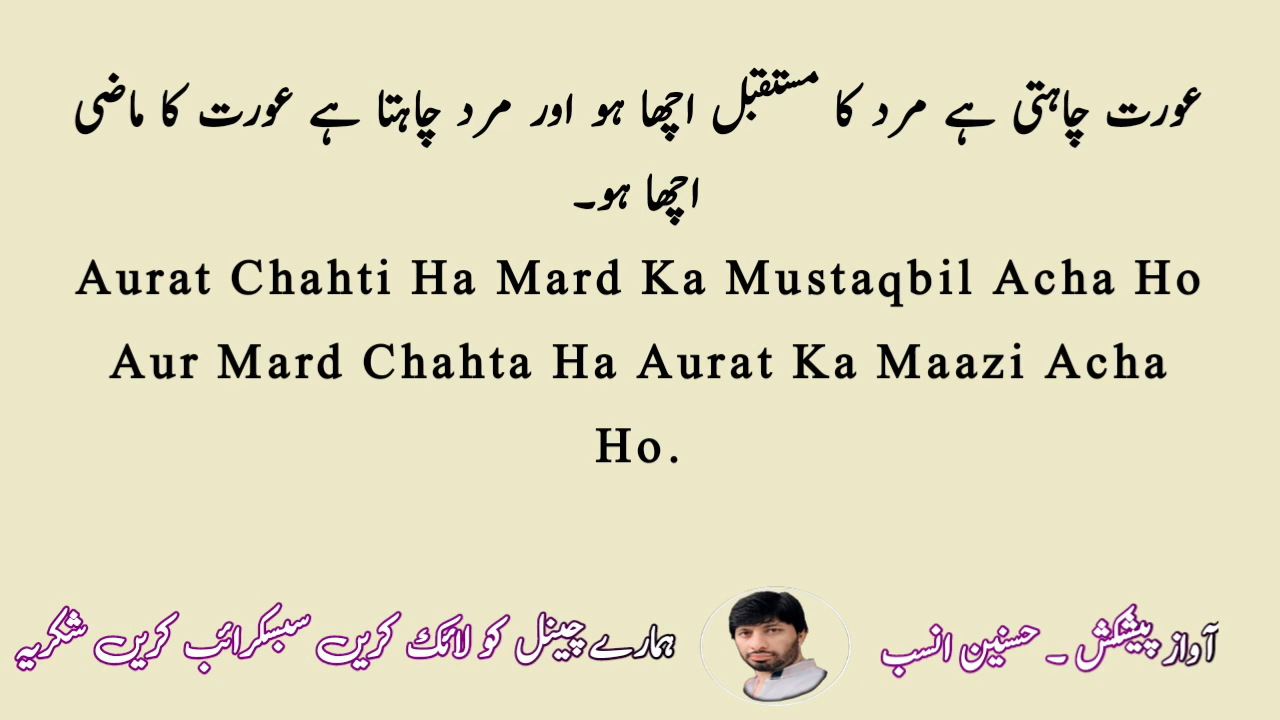 عورت چاہتی ہے مرد کا مستقبل اچھا ہو اور مرد چاہتا ہے عورت کا ماضی
اچھا ہو۔
Aurat Chahti Ha Mard Ka Mustaqbil Acha Ho
Aur Mard Chahta Ha Aurat Ka Maazi Acha
Ho.
آواز پیشکش ۔ حسنین انسب
ہمارے چینل کو لائک کریں سبسکرائب کریں شکریہ